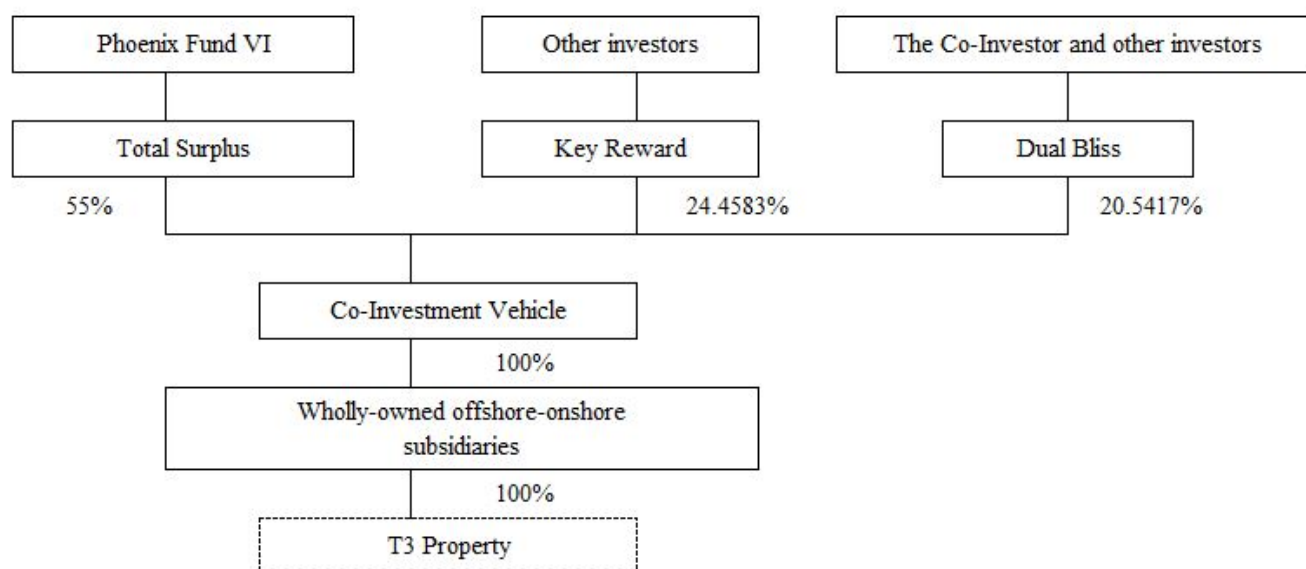 Phoenix Fund VI
Other investors
The Co-Investor and other investors
Total Surplus
Key Reward
Dual Bliss
55%
24.4583%
20.5417%
Co-Investment Vehicle
100%
Wholly-owned offshore-onshore
subsidiaries
100%
T3 Property